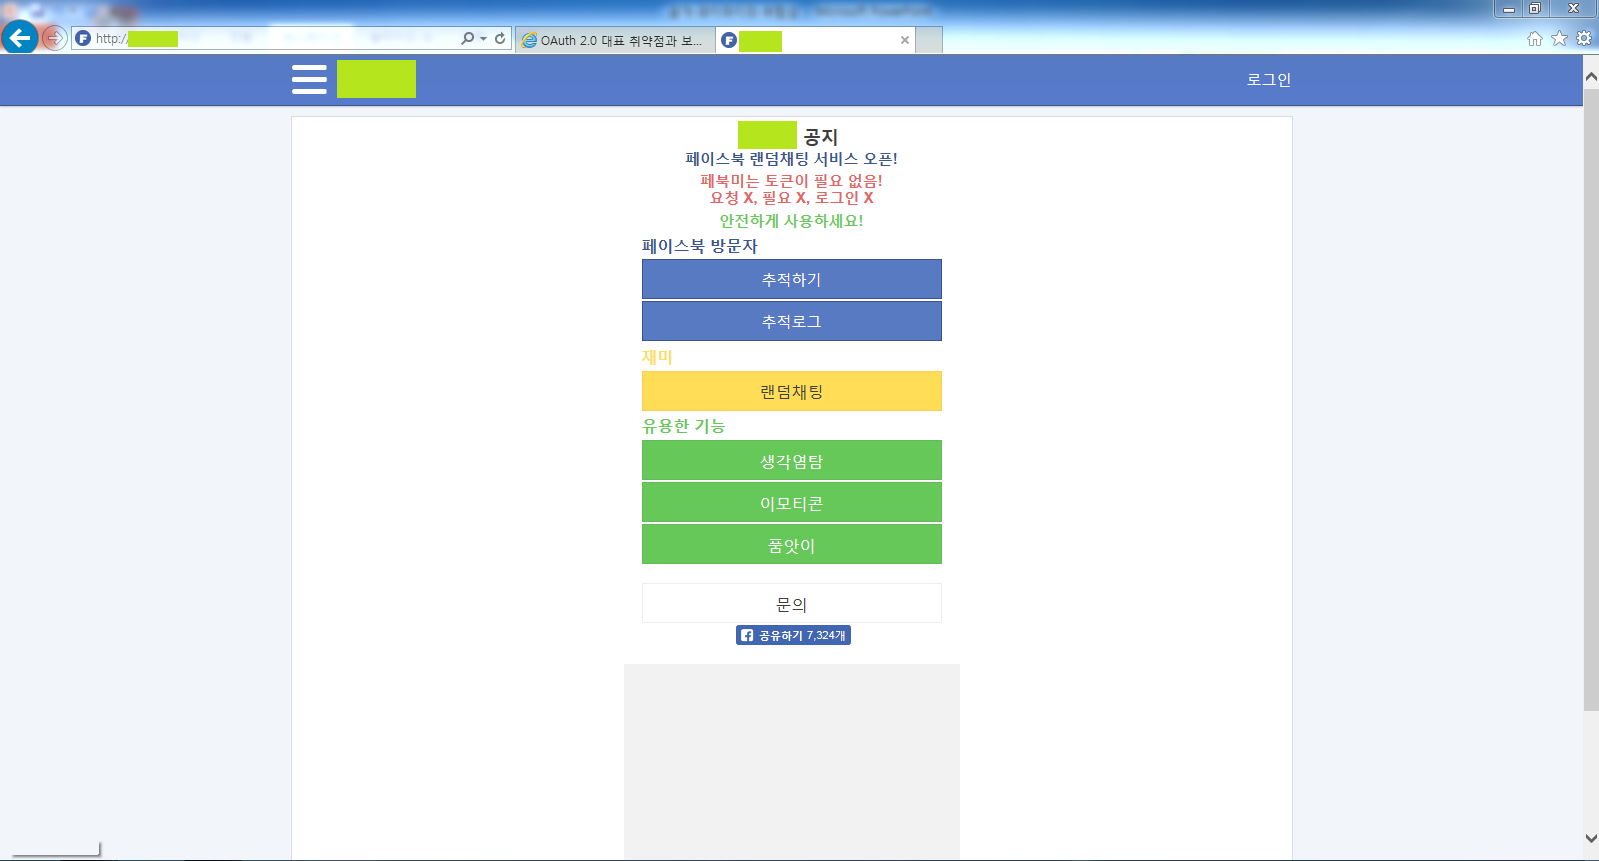 http://
OAuth 2.0 대표 취약점과 보...
로그인
공지
페이스북 랜덤채팅 서비스 오픈!
페북미는 토큰이 필요 없음!
요청 X, 필요 X, 로그인 X
안전하게 사용하세요!
페이스북 방문자
추적하기
추적로그
재미
랜덤채팅
유용한 기능
생각염탐
이모티콘
품앗이
문의
공유하기 7,324개